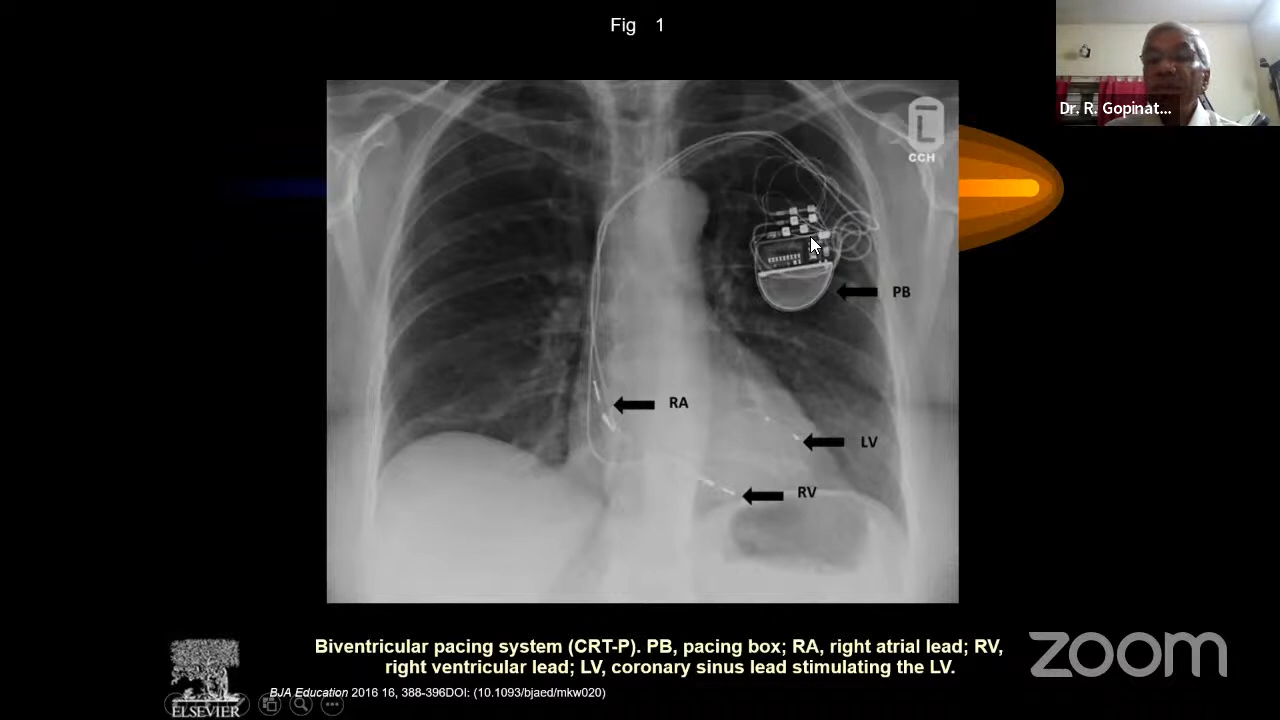 Fig 1
Dr. R. Gopinat...
L
CCH
PB
RA
LV
RV
Biventricular pacing system (CRT-P). PB, pacing box; RA, right atrial lead; RV,
right ventricular lead; LV, coronary sinus lead stimulating the LV.
BJA Education 2016 16, 388-396DOI: (10.1093/bjaed/mkw020)
ELSEVIER
zoom